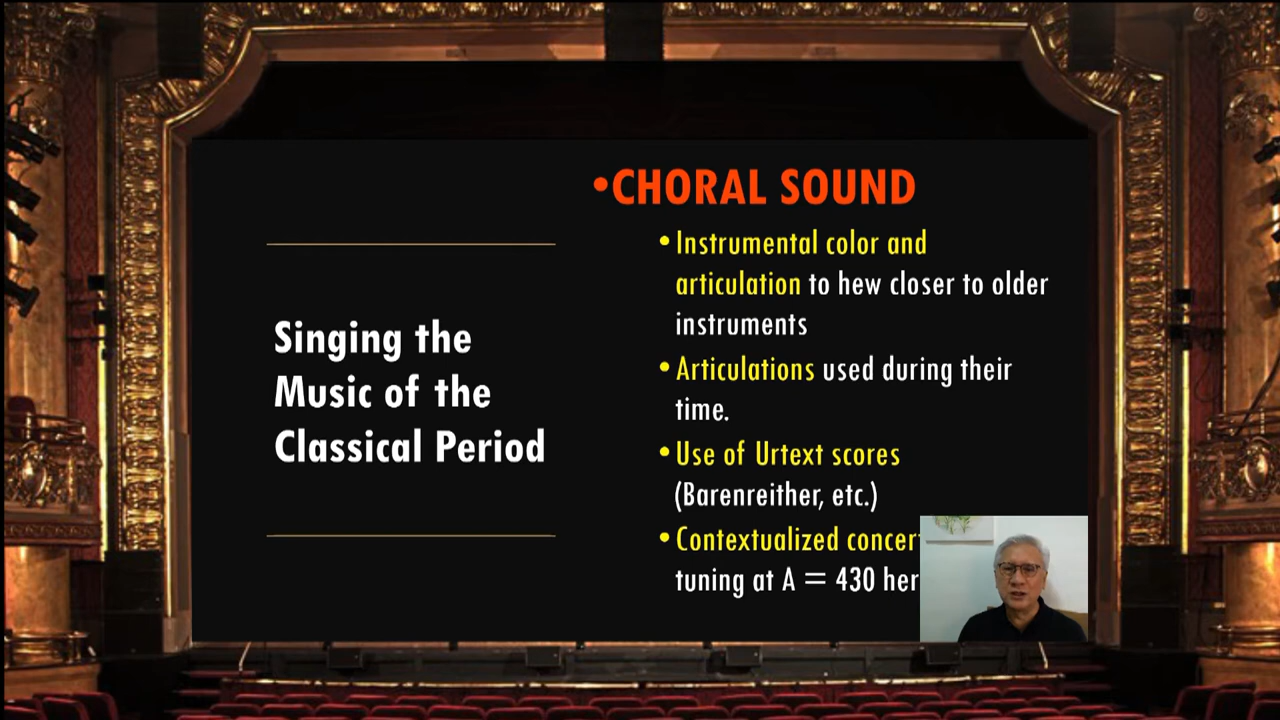 Singing the
Music of the
Classical Period
•CHORAL SOUND
•Instrumental color and
articulation to hew closer to older
instruments
•Articulations used during their
time.
•Use of Urtext scores
(Barenreither, etc.)
•Contextualized
tuning at A = 430